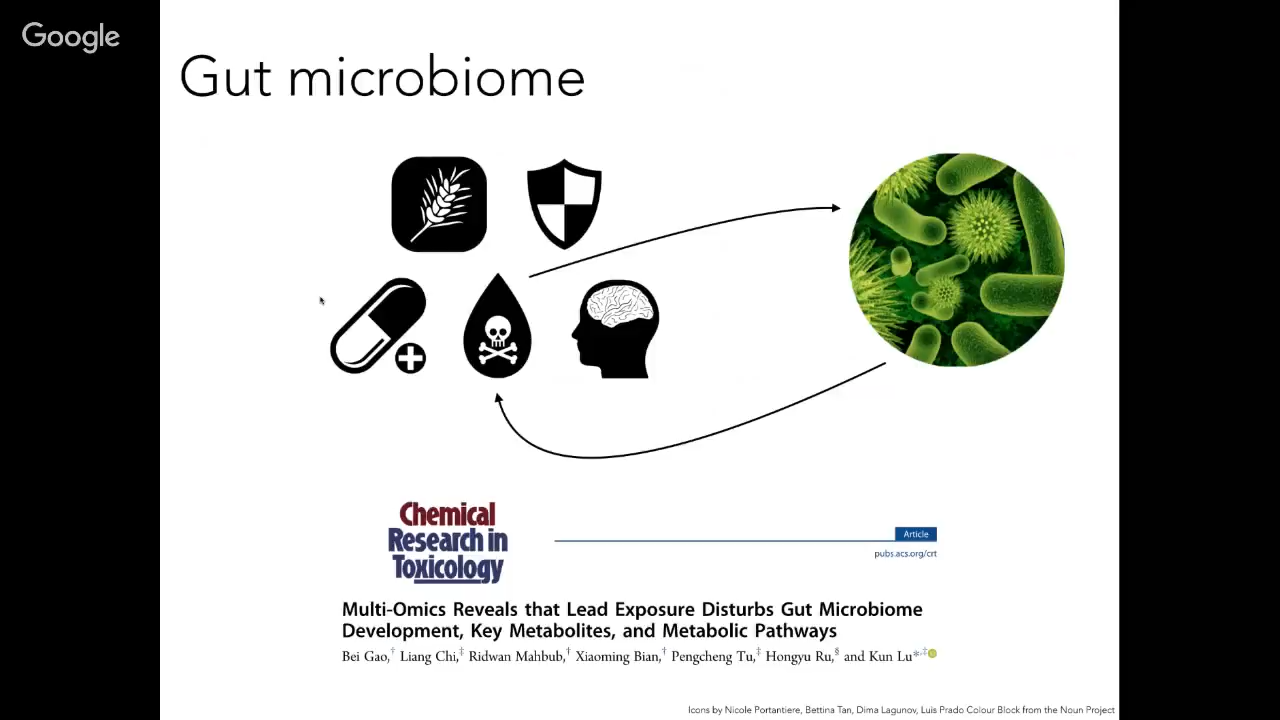 Google
Gut microbiome
Chemical
Research in
Toxicology
Article
pubs.acs.org/crt
Multi-Omics Reveals that Lead Exposure Disturbs Gut Microbiome
Development, Key Metabolites, and Metabolic Pathways
Bei Gao,† Liang Chi,‡ Ridwan Mahbub,† Xiaoming Bian,† Pengcheng Tu,‡ Hongyu Ru,§ and Kun Lu*,‡
Icons by Nicole Portantiere, Bettina Tan, Dima Lagunov, Luis Prado Colour Block from the Noun Project